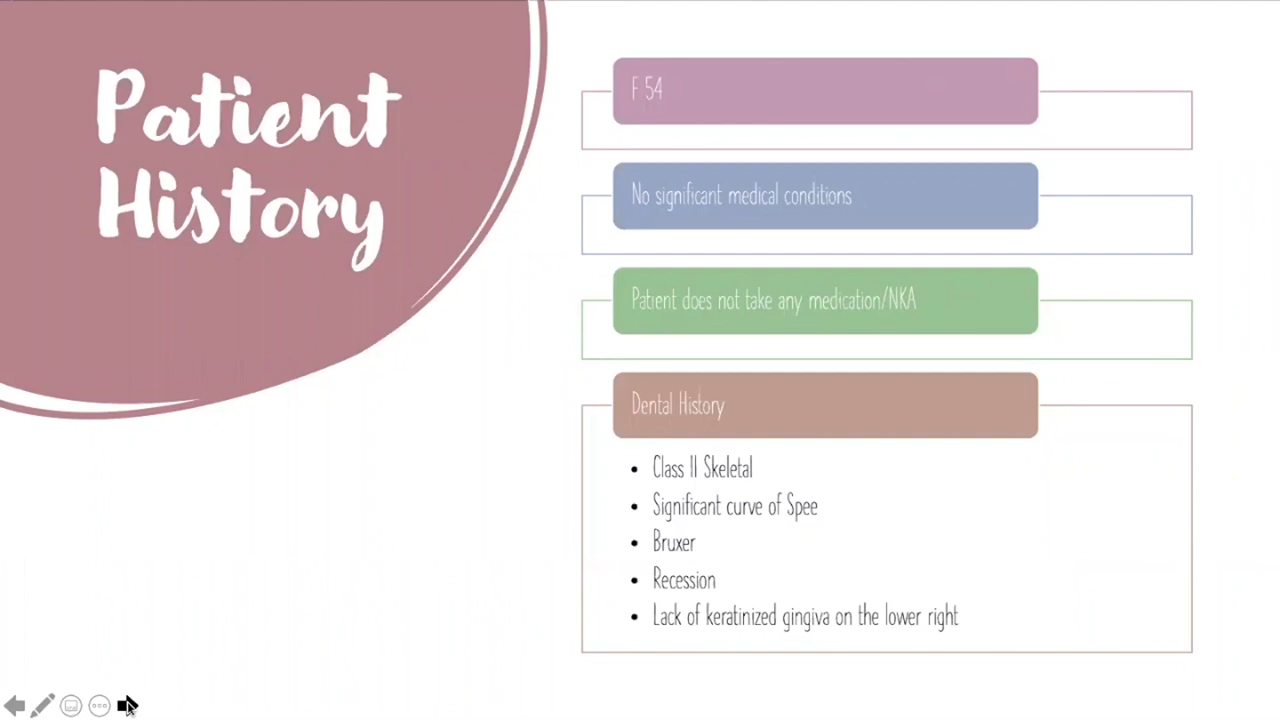 Patient
History
F 54
No significant medical conditions
Patient does not take any medication/NKA
Dental History
• Class II Skeletal
• Significant curve of Spee
• Bruxer
• Recession
• Lack of keratinized gingiva on the lower right